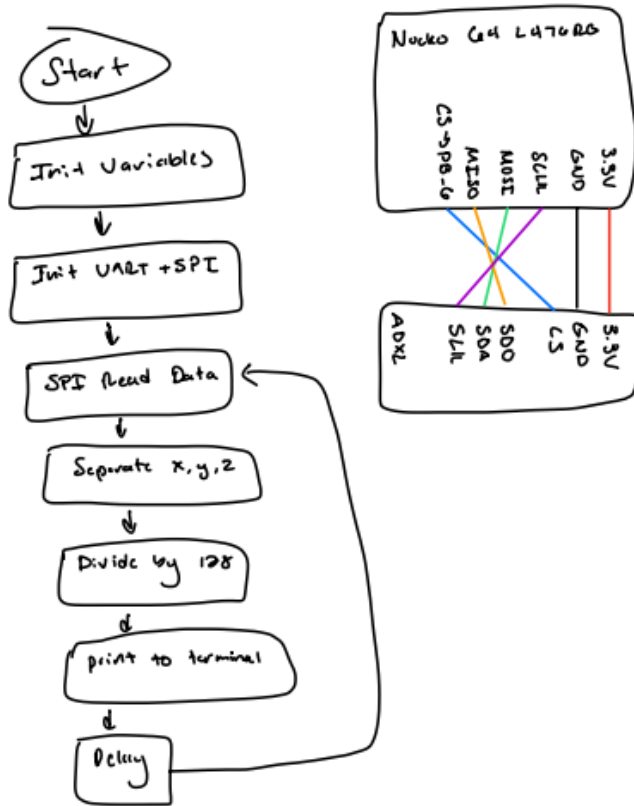 Start
Init Variables
Init UART + SPI
SPI Read Data
Separate x, y, z
Divide by 128
print to terminal
Delay
Nucleo 64 L476RG
CS→PB-6
MISO
MOSI
SCLK
GND
3.3V
ADXL
SCLK
SDA
SDO
CS
GND
3.3V